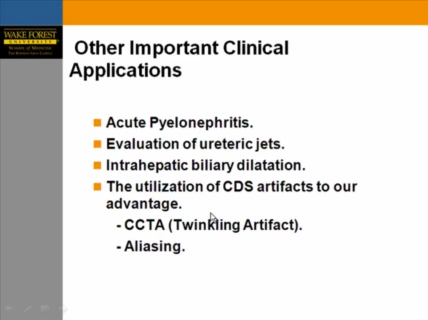 WAKE FOREST
UNIVERSITY
SCHOOL of MEDICINE
Other Important Clinical
Applications
Acute Pyelonephritis.
Evaluation of ureteric jets.
Intrahepatic biliary dilatation.
The utilization of CDS artifacts to our
advantage.
- CCTA (Twinkling Artifact).
- Aliasing.